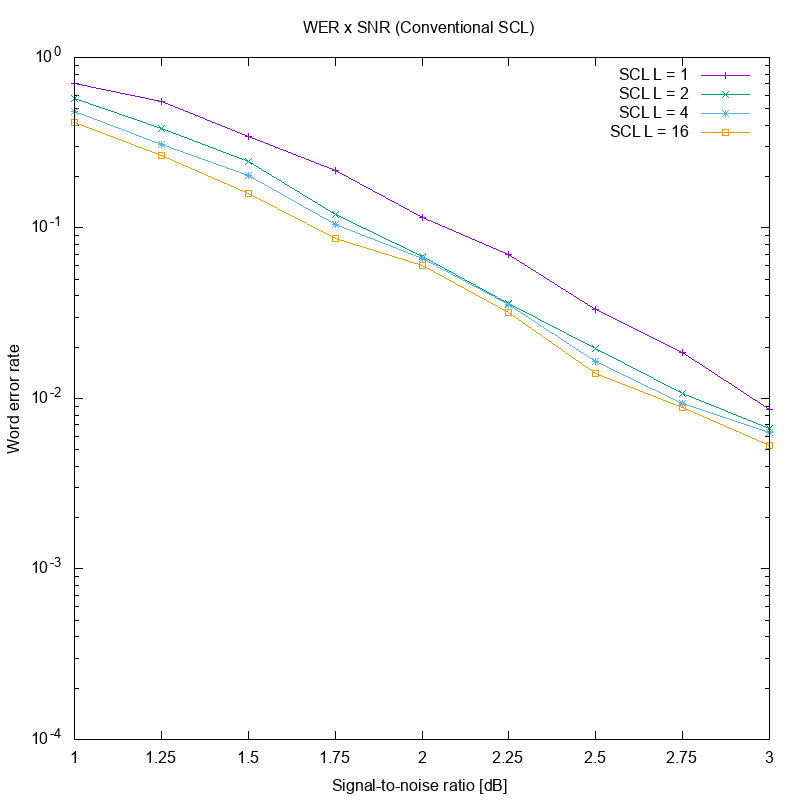 WER x SNR (Conventional SCL)
SCL L = 1
SCL L = 2
SCL L = 4
SCL L = 16
10^0
10^-1
10^-2
10^-3
10^-4
Word error rate
1 1.25 1.5 1.75 2 2.25 2.5 2.75 3
Signal-to-noise ratio [dB]